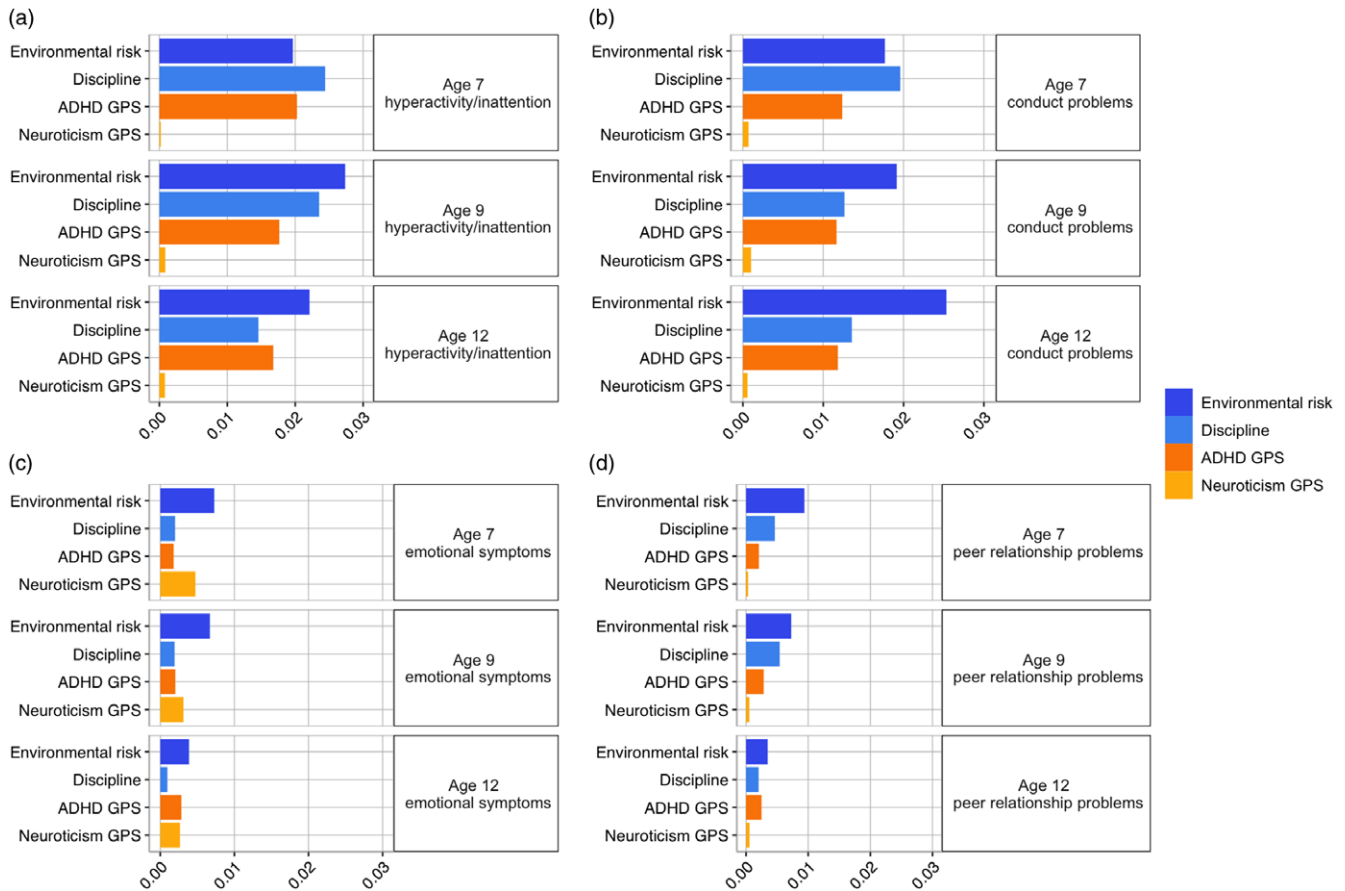 (a)
Environmental risk
Discipline
ADHD GPS
Neuroticism GPS
Age 7
hyperactivity/inattention
Environmental risk
Discipline
ADHD GPS
Neuroticism GPS
Age 9
hyperactivity/inattention
Environmental risk
Discipline
ADHD GPS
Neuroticism GPS
Age 12
hyperactivity/inattention
0.00
0.01
0.02
0.03
(b)
Environmental risk
Discipline
ADHD GPS
Neuroticism GPS
Age 7
conduct problems
Environmental risk
Discipline
ADHD GPS
Neuroticism GPS
Age 9
conduct problems
Environmental risk
Discipline
ADHD GPS
Neuroticism GPS
Age 12
conduct problems
0.00
0.01
0.02
0.03
Environmental risk
Discipline
ADHD GPS
Neuroticism GPS
(c)
Environmental risk
Discipline
ADHD GPS
Neuroticism GPS
Age 7
emotional symptoms
Environmental risk
Discipline
ADHD GPS
Neuroticism GPS
Age 9
emotional symptoms
Environmental risk
Discipline
ADHD GPS
Neuroticism GPS
Age 12
emotional symptoms
0.00
0.01
0.02
0.03
(d)
Environmental risk
Discipline
ADHD GPS
Neuroticism GPS
Age 7
peer relationship problems
Environmental risk
Discipline
ADHD GPS
Neuroticism GPS
Age 9
peer relationship problems
Environmental risk
Discipline
ADHD GPS
Neuroticism GPS
Age 12
peer relationship problems
0.00
0.01
0.02
0.03